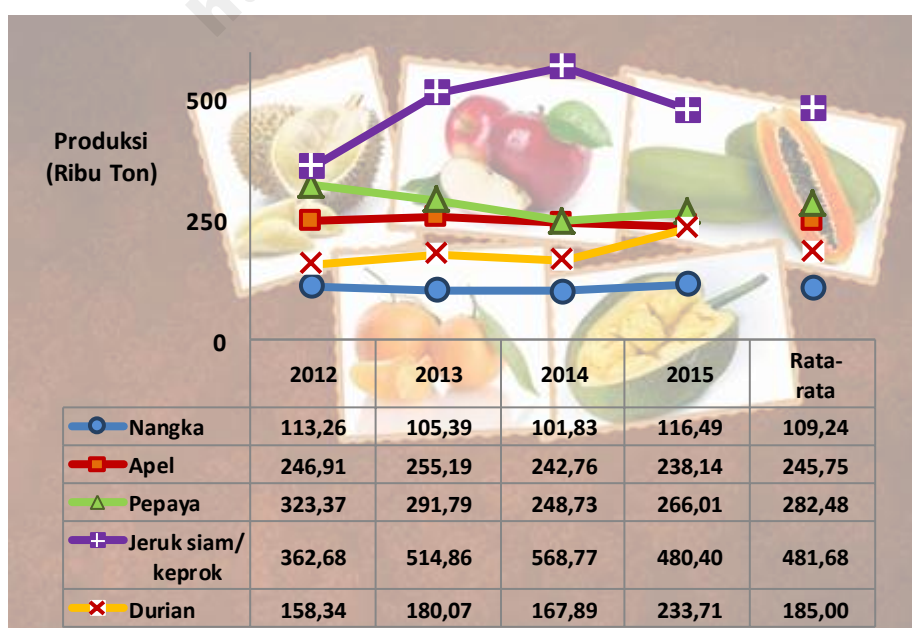 500
Produksi
(Ribu Ton)
250
0
2012 2013 2014 2015 Rata-
rata
Nangka 113,26 105,39 101,83 116,49 109,24
Apel 246,91 255,19 242,76 238,14 245,75
Pepaya 323,37 291,79 248,73 266,01 282,48
Jeruk siam/
keprok 362,68 514,86 568,77 480,40 481,68
Durian 158,34 180,07 167,89 233,71 185,00